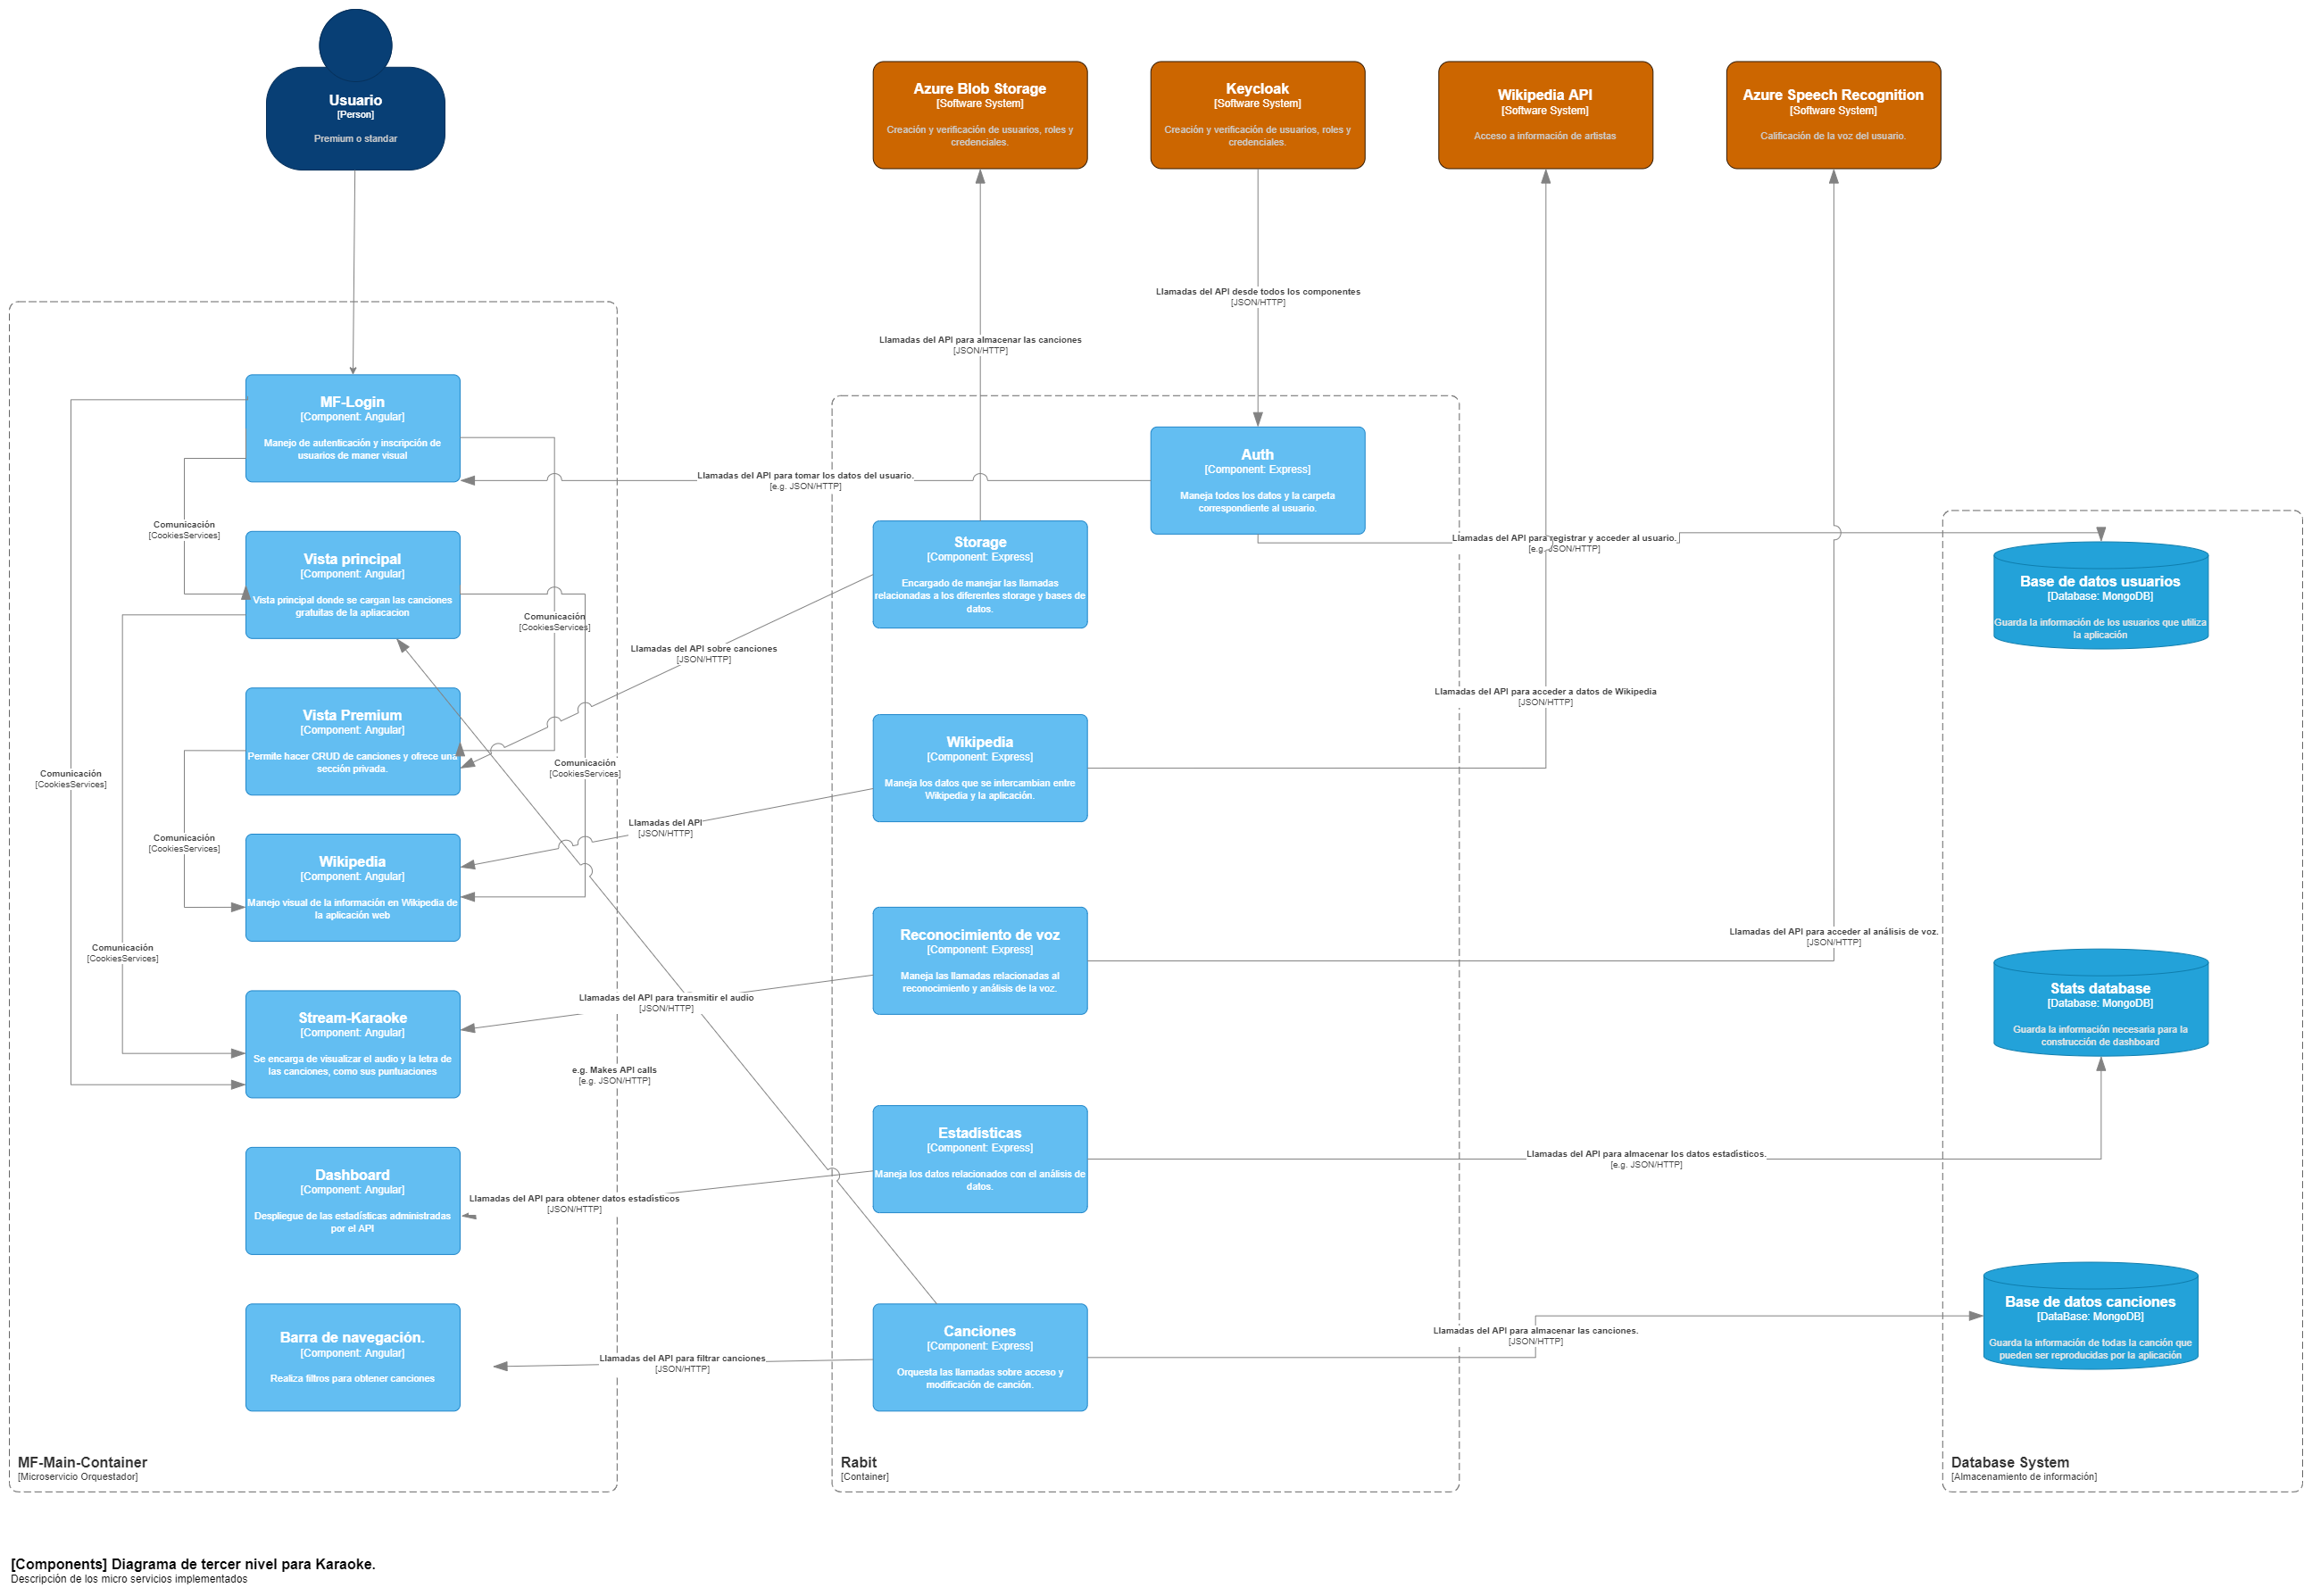 Usuario
[Person]
Premium o standar
Azure Blob Storage
[Software System]
Creación y verificación de usuarios, roles y
credenciales.
Keycloak
[Software System]
Creación y verificación de usuarios, roles y
credenciales.
Wikipedia API
[Software System]
Acceso a información de artistas
Azure Speech Recognition
[Software System]
Calificación de la voz del usuario.
Llamadas del API desde todos los componentes
[JSON/HTTP]
Llamadas del API para almacenar las canciones
[JSON/HTTP]
MF-Login
[Component: Angular]
Manejo de autenticación y inscripción de
usuarios de maner visual
Auth
[Component: Express]
Maneja todos los datos y la carpeta
correspondiente al usuario.
Llamadas del API para tomar los datos del usuario.
[e.g. JSON/HTTP]
Comunicación
[CookiesServices]
Vista principal
[Component: Angular]
Vista principal donde se cargan las canciones
gratuitas de la apliacacion
Storage
[Component: Express]
Encargado de manejar las llamadas
relacionadas a los diferentes storage y bases de
datos.
Llamadas del API para registrar y acceder al usuario.
[e.g. JSON/HTTP]
Base de datos usuarios
[Database: MongoDB]
Guarda la información de los usuarios que utiliza
la aplicación
Comunicación
[CookiesServices]
Llamadas del API sobre canciones
[JSON/HTTP]
Llamadas del API para acceder a datos de Wikipedia
[JSON/HTTP]
Vista Premium
[Component: Angular]
Permite hacer CRUD de canciones y ofrece una
sección privada.
Wikipedia
[Component: Express]
Maneja los datos que se intercambian entre
Wikipedia y la aplicación.
Comunicación
[CookiesServices]
Comunicación
[CookiesServices]
Llamadas del API
[JSON/HTTP]
Comunicación
[CookiesServices]
Wikipedia
[Component: Angular]
Manejo visual de la información en Wikipedia de
la aplicación web
Reconocimiento de voz
[Component: Express]
Maneja las llamadas relacionadas al
reconocimiento y análisis de la voz.
Llamadas del API para acceder al análisis de voz.
[JSON/HTTP]
Comunicación
[CookiesServices]
Stats database
[Database: MongoDB]
Guarda la información necesaria para la
construcción de dashboard
Llamadas del API para transmitir el audio
[JSON/HTTP]
Stream-Karaoke
[Component: Angular]
Se encarga de visualizar el audio y la letra de
las canciones, como sus puntuaciones
e.g. Makes API calls
[e.g. JSON/HTTP]
Estadisticas
[Component: Express]
Maneja los datos relacionados con el análisis de
datos.
Llamadas del API para almacenar los datos estadísticos.
[e.g. JSON/HTTP]
Dashboard
[Component: Angular]
Despliegue de las estadísticas administradas
por el API
Llamadas del API para obtener datos estadísticos
[JSON/HTTP]
Base de datos canciones
[DataBase: MongoDB]
Guarda la información de todas la canción que
pueden ser reproducidas por la aplicación
Barra de navegación.
[Component: Angular]
Realiza filtros para obtener canciones
Llamadas del API para filtrar canciones
[JSON/HTTP]
Canciones
[Component: Express]
Orquesta las llamadas sobre acceso y
modificación de canción.
Llamadas del API para almacenar las canciones.
[JSON/HTTP]
MF-Main-Container
[Microservicio Orquestador]
Rabit
[Container]
Database System
[Almacenamiento de información]
[Components] Diagrama de tercer nivel para Karaoke.
Descripción de los micro servicios implementados